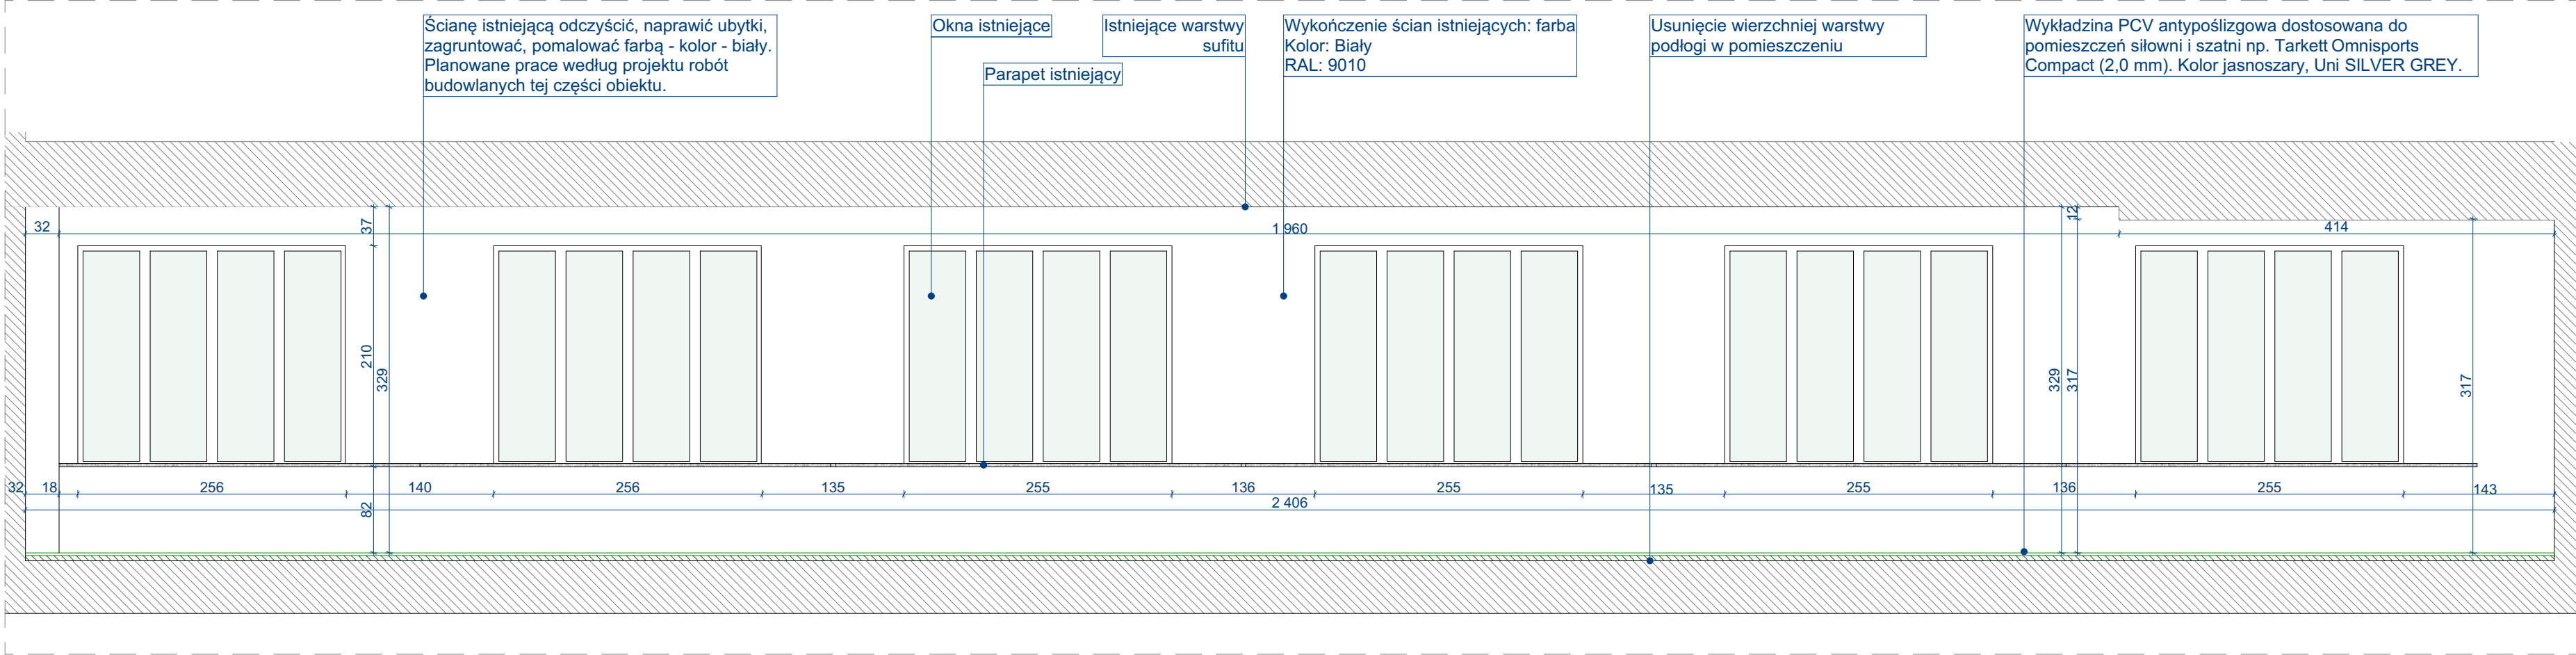 Ścianę istniejącą odczyścić, naprawić ubytki,
zagruntować, pomalować farbą - kolor - biały.
Planowane prace według projektu robót
budowlanych tej części obiektu.
Okna istniejące
Parapet istniejący
Istniejące warstwy
sufitu
Wykończenie ścian istniejących: farba
Kolor: Biały
RAL: 9010
Usunięcie wierzchniej warstwy
podłogi w pomieszczeniu
Wykładzina PCV antypoślizgowa dostosowana do
pomieszczeń siłowni i szatni np. Tarkett Omnisports
Compact (2,0 mm). Kolor jasnoszary, Uni SILVER GREY.
32
37
1 960
12
414
210
329
329
317
317
32
18
256
140
256
135
255
136
255
135
255
136
255
143
82
2 406